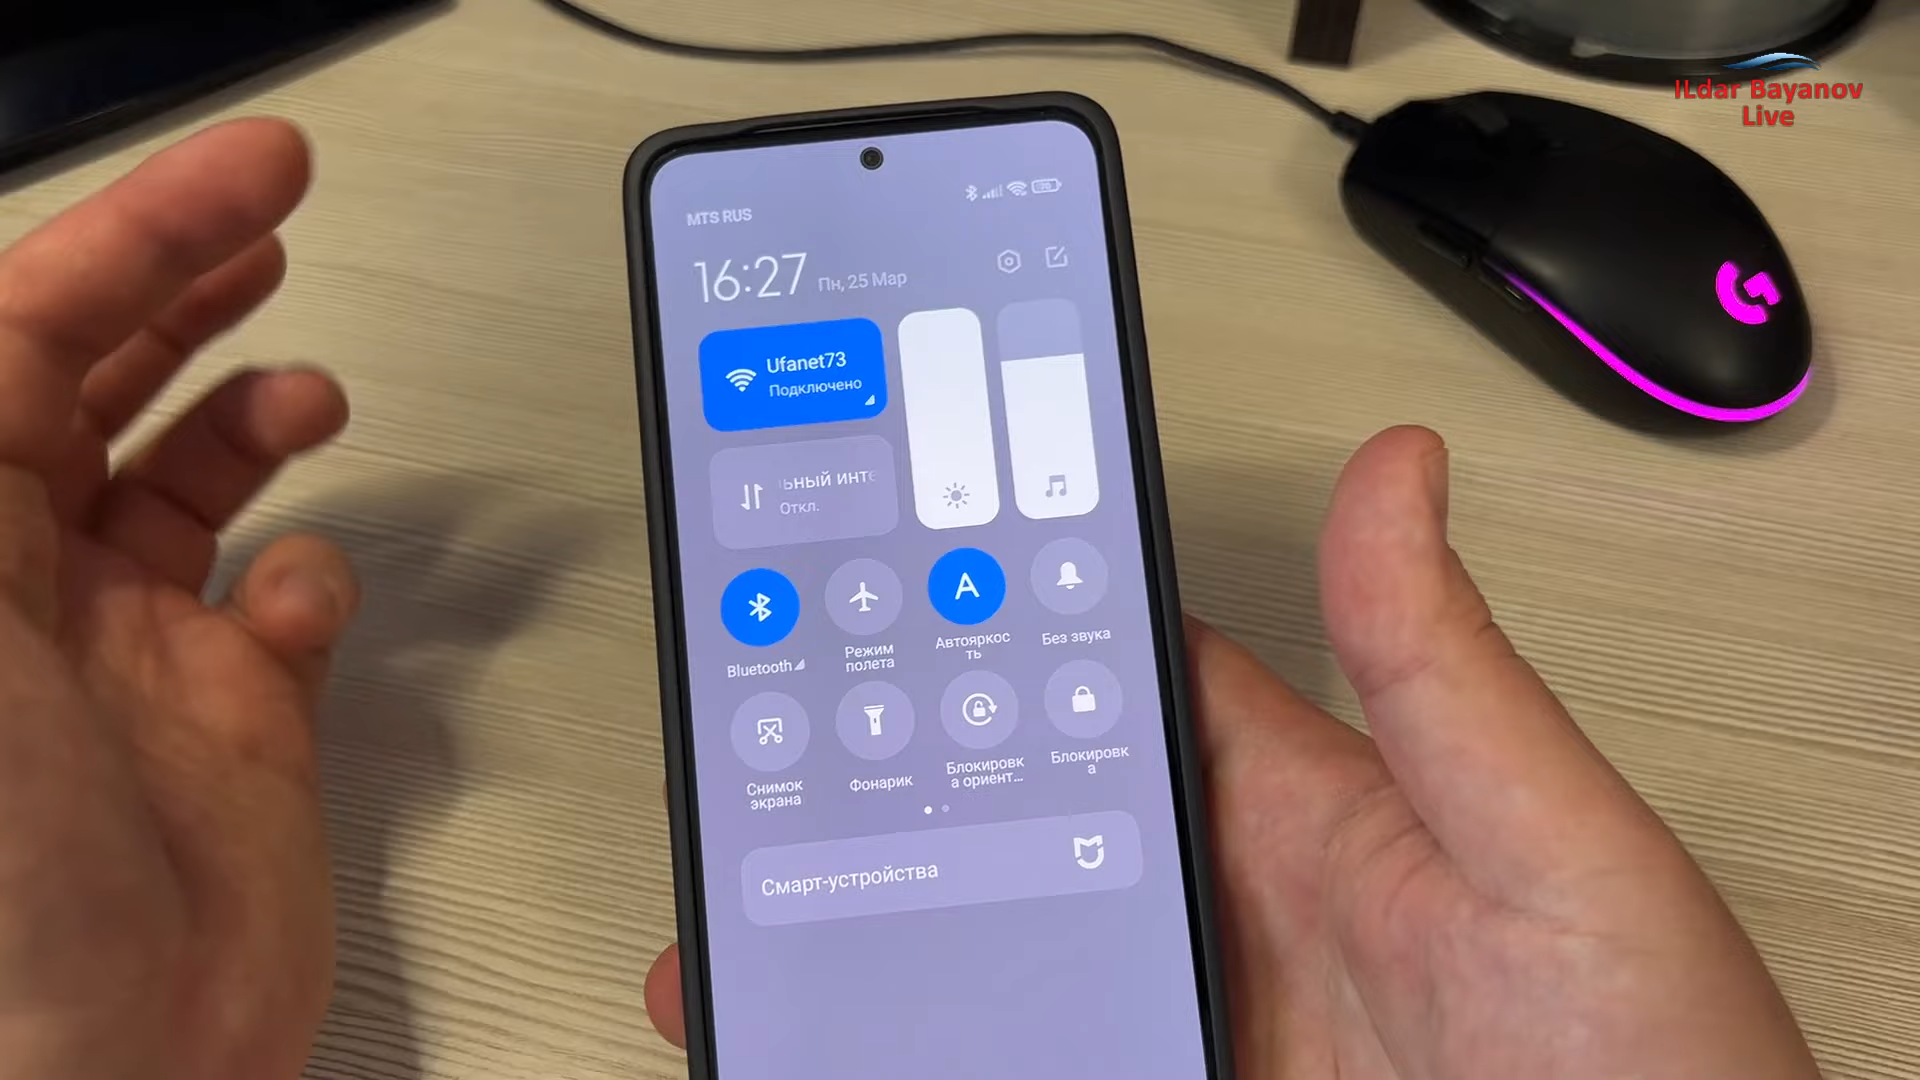 ILdar Bayanov
Live
MTS RUS
70
16:27 Пн, 25 Мар
Ufanet73
Подключено
ьный инте
Откл.
Bluetooth
Режим
полета
Автояркос
ть
Без звука
Снимок
экрана
Фонарик
Блокировк
а ориент...
Блокировк
а
Смарт-устройства